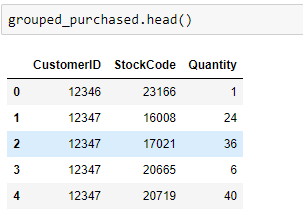 grouped_purchased.head()
CustomerID StockCode Quantity
0 12346 23166 1
1 12347 16008 24
2 12347 17021 36
3 12347 20665 6
4 12347 20719 40